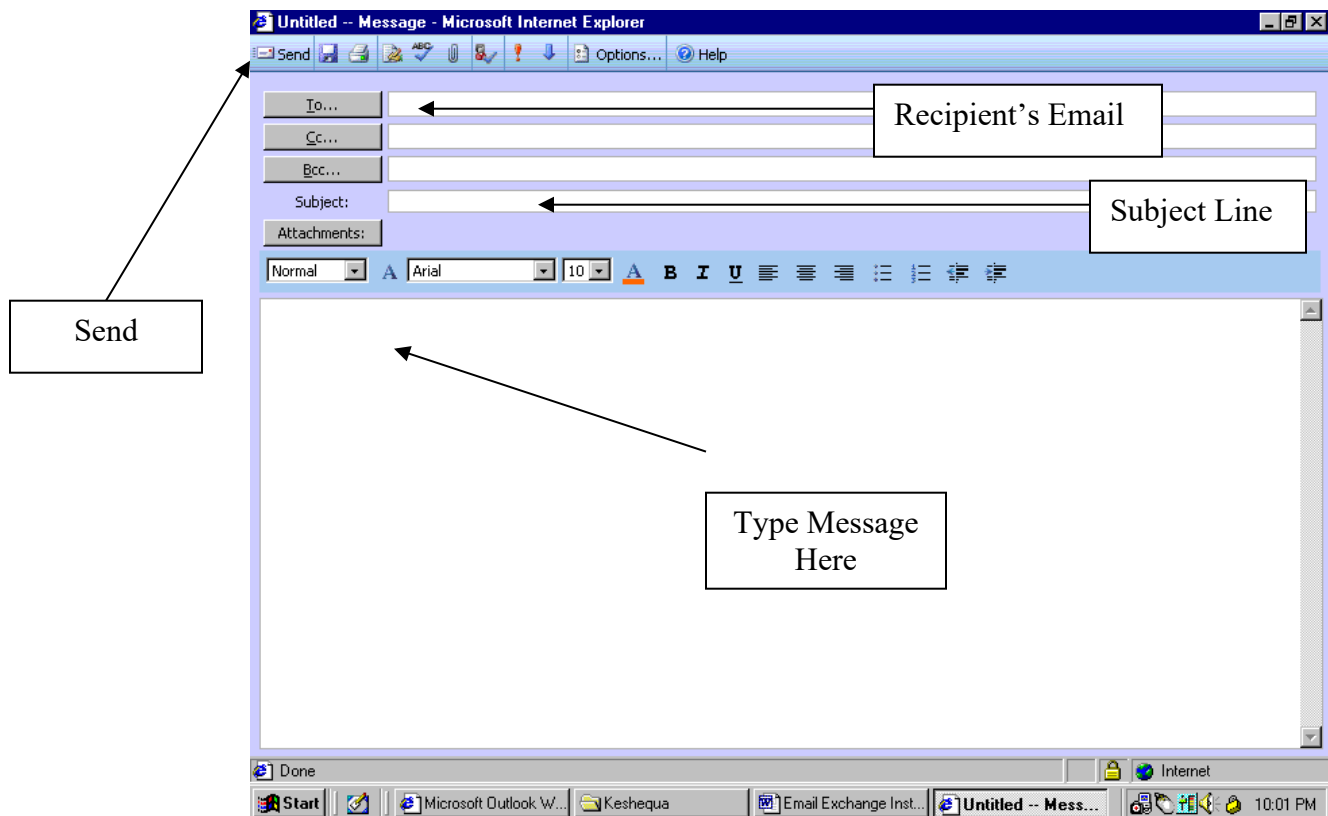 Untitled -- Message - Microsoft Internet Explorer
Send ABC Options... Help
To...
Recipient's Email
Cc...
Bcc...
Subject:
Subject Line
Attachments:
Normal A Arial 10 A B I U
Send
Type Message
Here
Done Internet
Start Microsoft Outlook W... Keshequa Email Exchange Inst... Untitled -- Mess... 10:01 PM